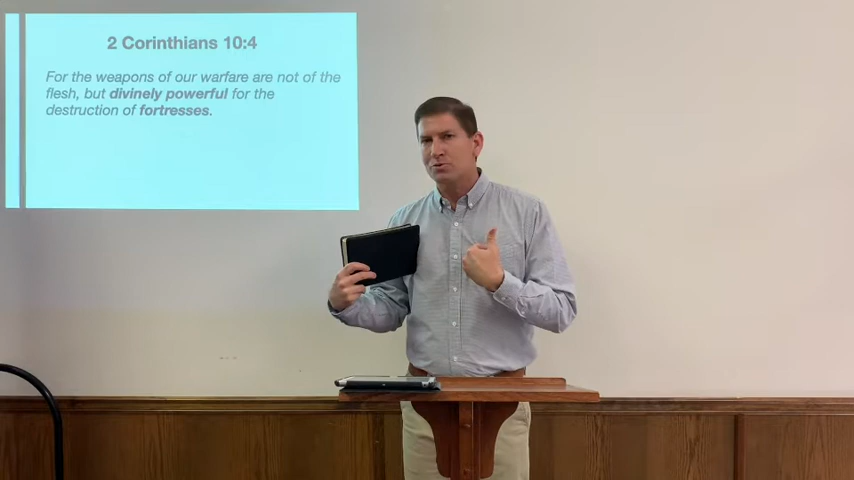 2 Corinthians 10:4
For the weapons of our warfare are not of the
flesh, but divinely powerful for the
destruction of fortresses.